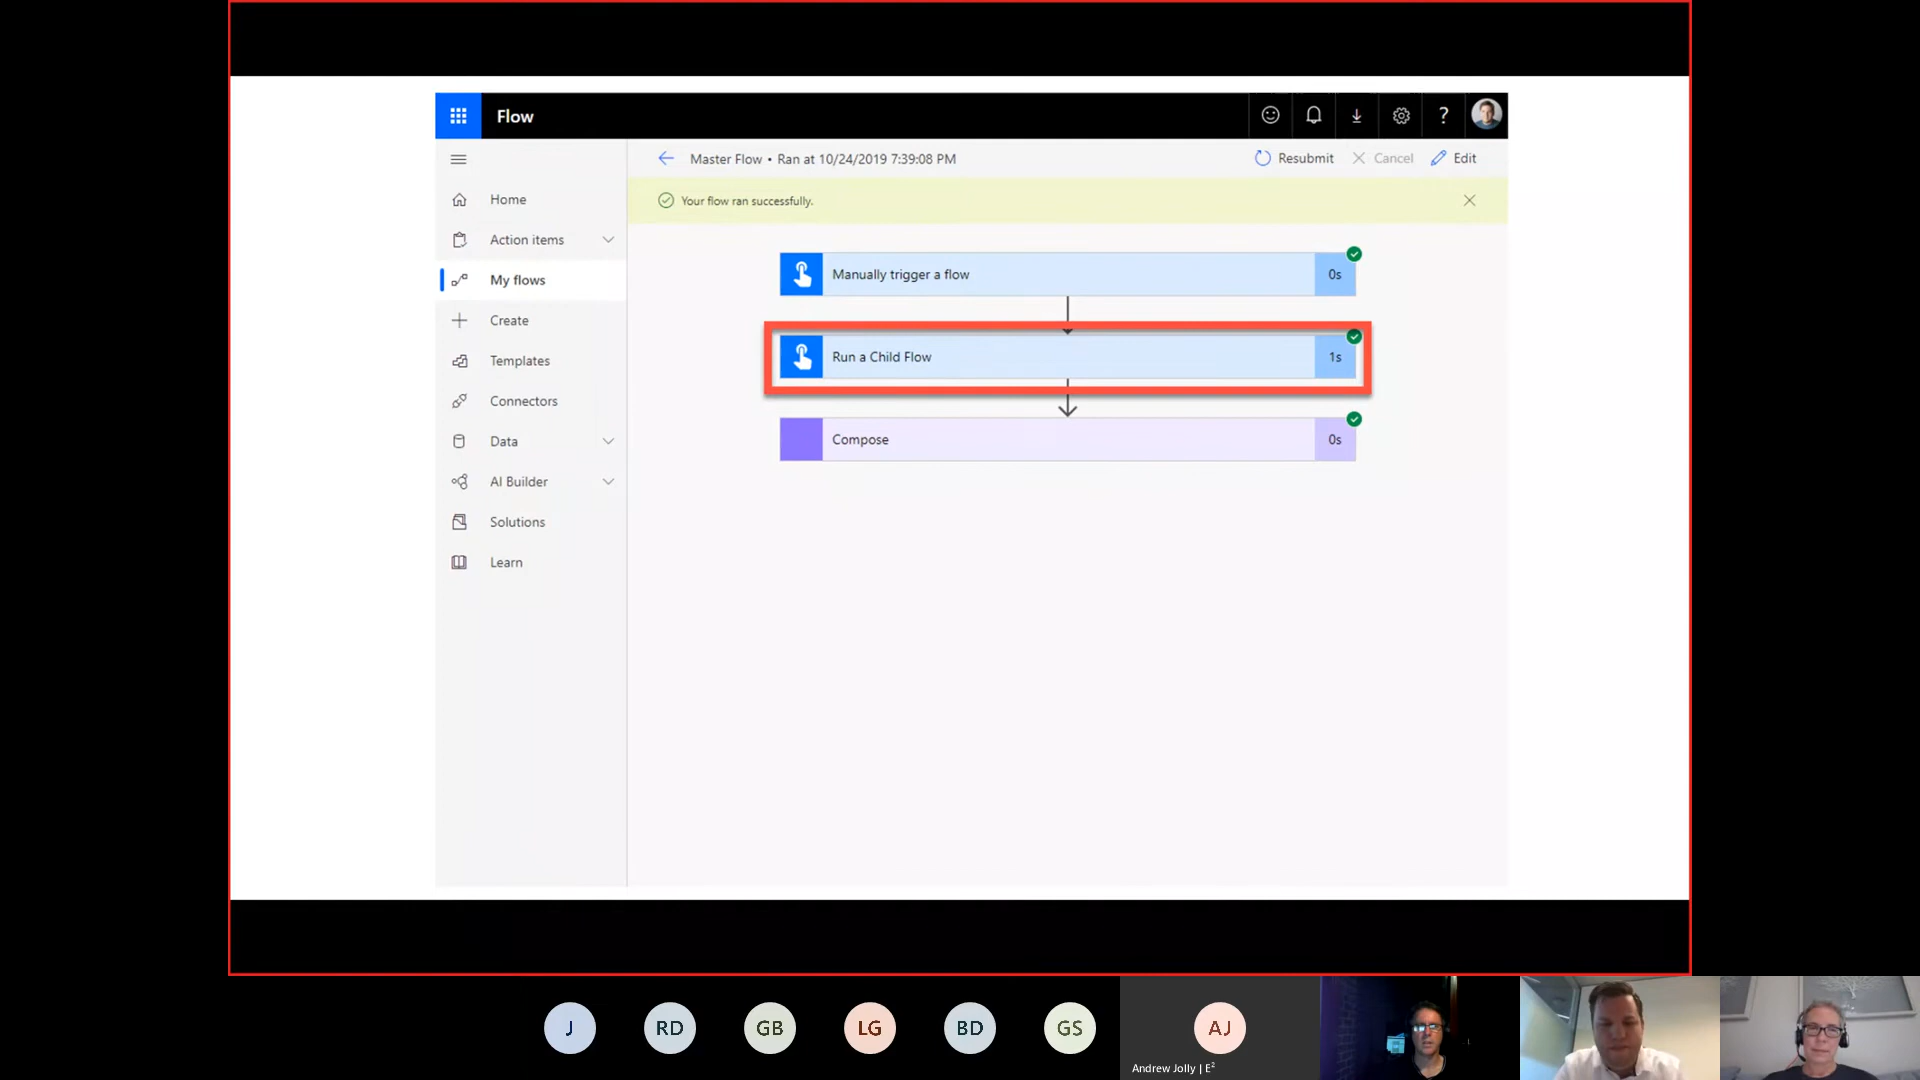 Flow
?
Master Flow • Ran at 10/24/2019 7:39:08 PM
Resubmit
Cancel
Edit
Your flow ran successfully.
Home
Action items
My flows
Create
Templates
Connectors
Data
AI Builder
Solutions
Learn
Manually trigger a flow
0s
Run a Child Flow
1s
Compose
0s
J
RD
GB
LG
BD
GS
AJ
Andrew Jolly | E²